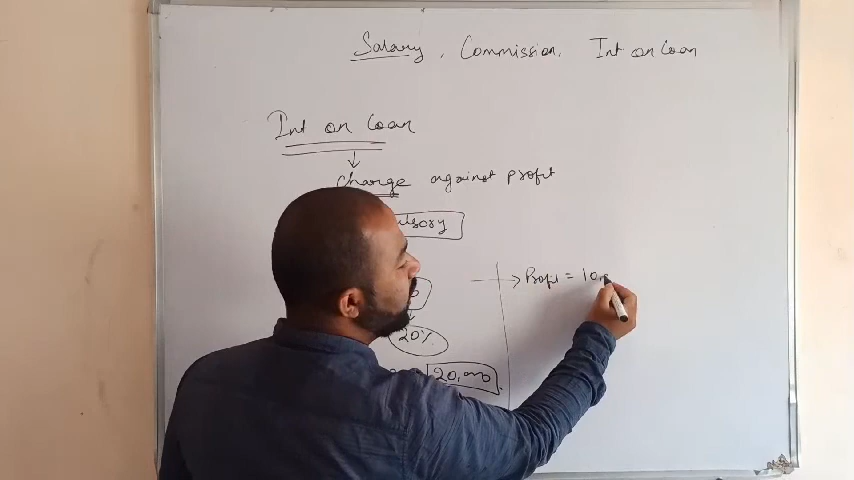 Salary, Commission, Int on Loan
Int on Loan
Charge against profit
20%
20,000
Profit = 10,